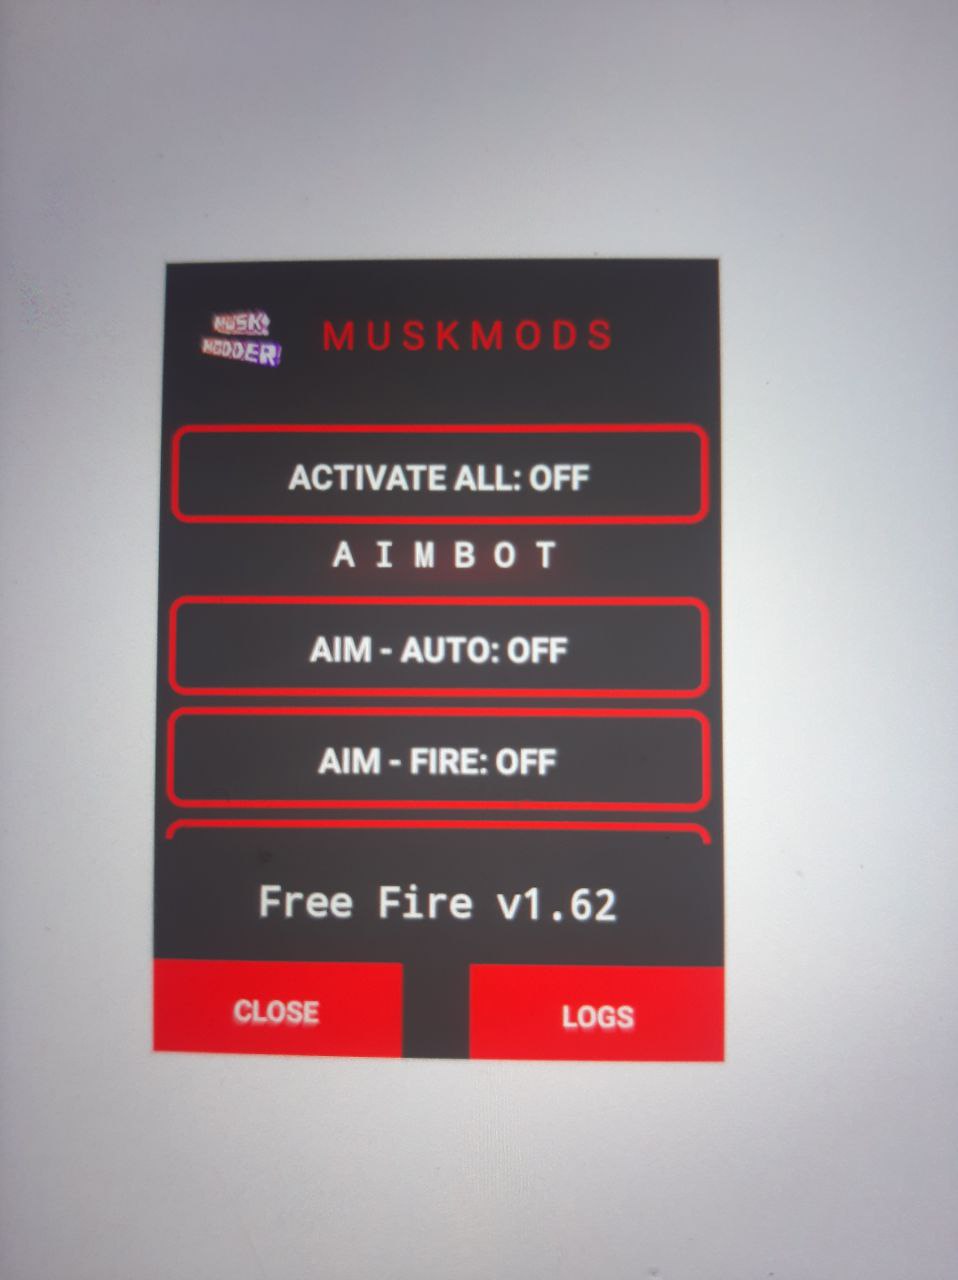 MUSK
MODDER!
MUSKMODS
ACTIVATE ALL: OFF
AIMBOT
AIM - AUTO: OFF
AIM - FIRE: OFF
Free Fire v1.62
CLOSE
LOGS